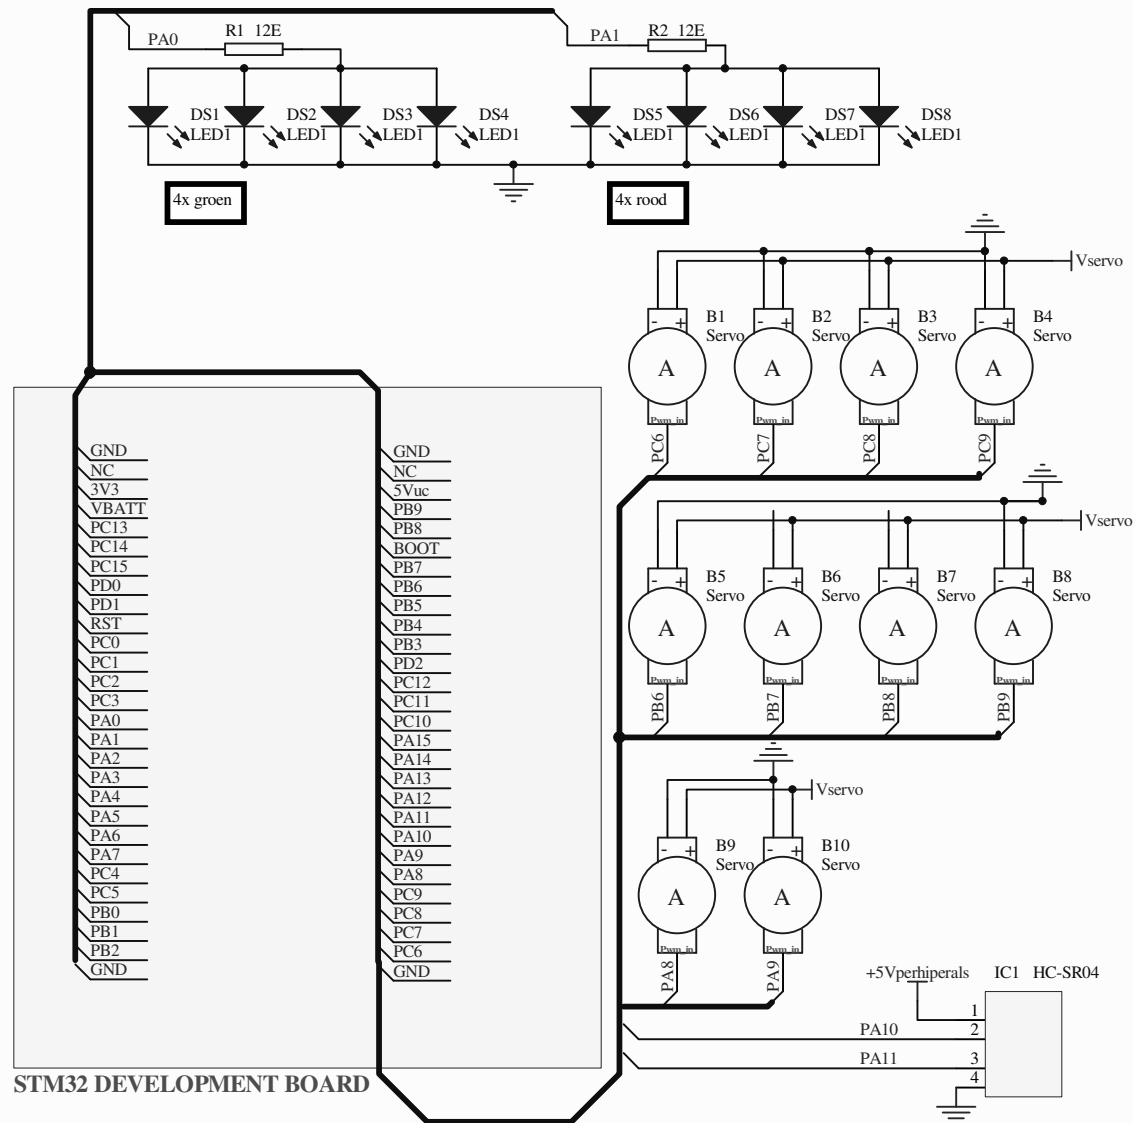 PA0
R1 12E
PA1
R2 12E
DS1
LED1
DS2
LED1
DS3
LED1
DS4
LED1
DS5
LED1
DS6
LED1
DS7
LED1
DS8
LED1
4x groen
4x rood
Vservo
- +
B1
Servo
- +
B2
Servo
- +
B3
Servo
- +
B4
Servo
A
A
A
A
Pwm_in
Pwm_in
Pwm_in
Pwm_in
PC6
PC7
PC8
PC9
Vservo
- +
B5
Servo
- +
B6
Servo
- +
B7
Servo
- +
B8
Servo
A
A
A
A
Pwm_in
Pwm_in
Pwm_in
Pwm_in
PB6
PB7
PB8
PB9
Vservo
- +
B9
Servo
- +
B10
Servo
A
A
Pwm_in
Pwm_in
PA8
PA9
GND
NC
3V3
VBATT
PC13
PC14
PC15
PD0
PD1
RST
PC0
PC1
PC2
PC3
PA0
PA1
PA2
PA3
PA4
PA5
PA6
PA7
PC4
PC5
PB0
PB1
PB2
GND
GND
NC
5Vuc
PB9
PB8
BOOT
PB7
PB6
PB5
PB4
PB3
PD2
PC12
PC11
PC10
PA15
PA14
PA13
PA12
PA11
PA10
PA9
PA8
PC9
PC8
PC7
PC6
GND
+5Vperhiperals
IC1 HC-SR04
1
PA10 2
PA11 3
4
STM32 DEVELOPMENT BOARD